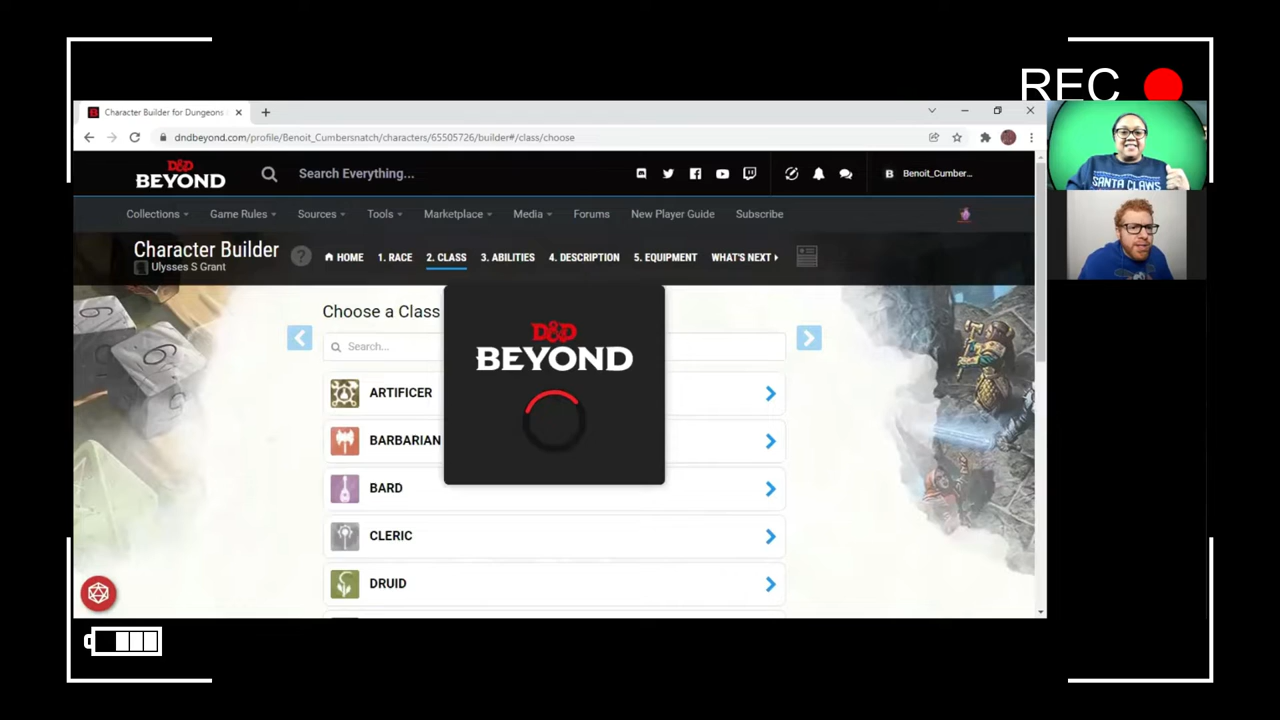 REC
Character Builder for Dungeons
dndbeyond.com/profile/Benoit_Cumbersnatch/characters/65505726/builder#/class/choose
D&D
BEYOND
Search Everything...
B
Benoit_Cumber...
Collections
Game Rules
Sources
Tools
Marketplace
Media
Forums
New Player Guide
Subscribe
Character Builder
Ulysses S Grant
?
HOME
1. RACE
2. CLASS
3. ABILITIES
4. DESCRIPTION
5. EQUIPMENT
WHAT'S NEXT
Choose a Class
Search...
D&D
BEYOND
ARTIFICER
BARBARIAN
BARD
CLERIC
DRUID
SANTA CLAWS